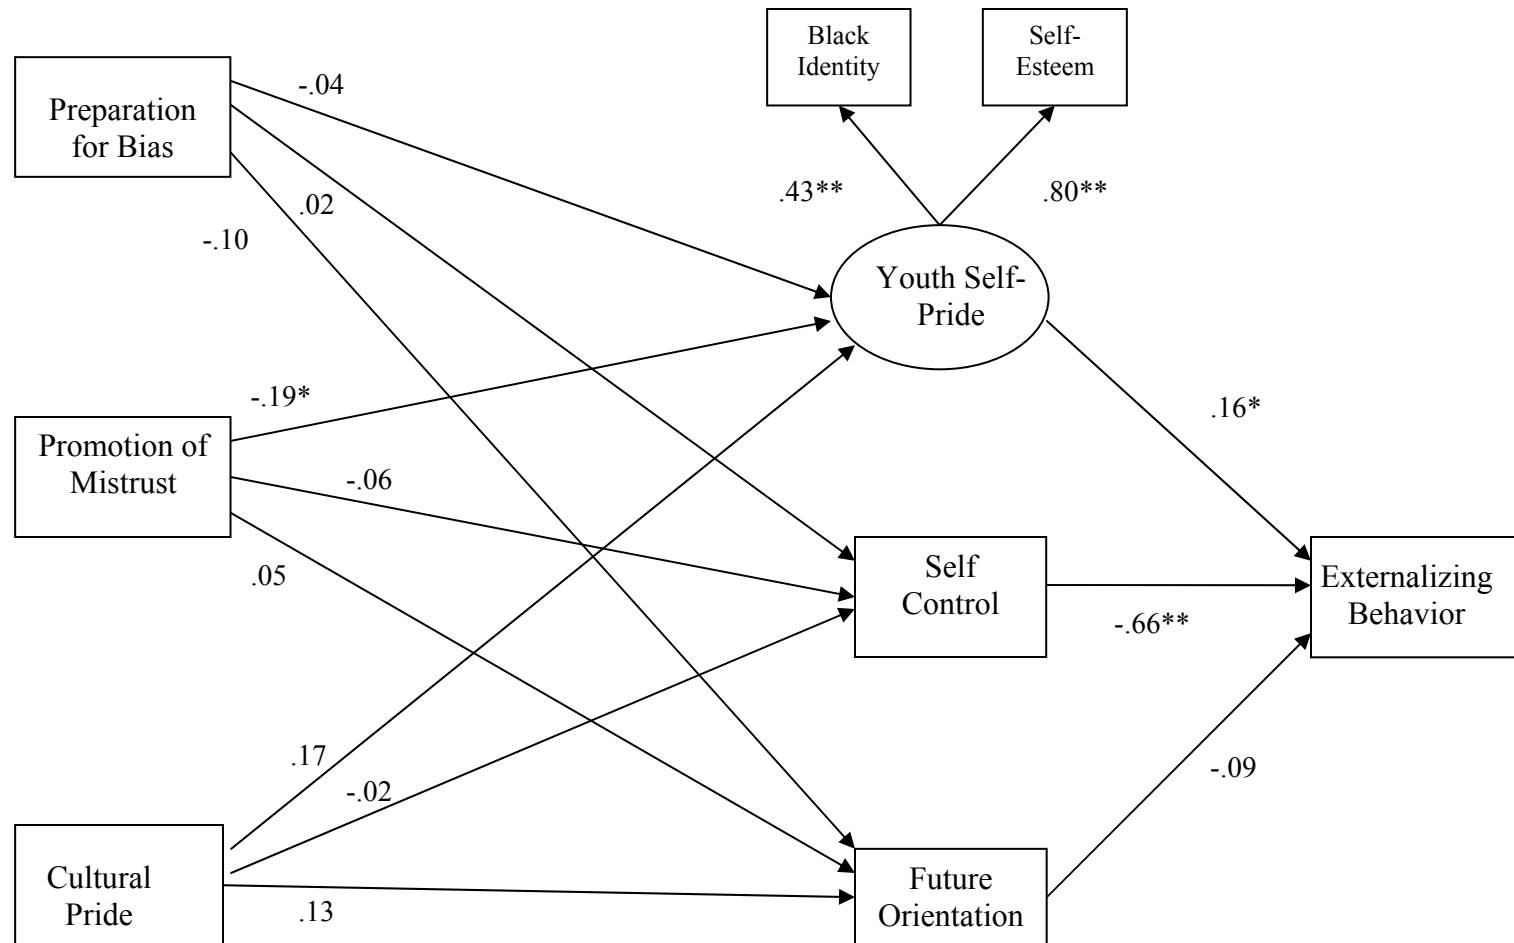 Black
Identity
Self-
Esteem
Preparation
for Bias
-.04
.02
-.10
.43**
.80**
Youth Self-
Pride
-.19*
.16*
Promotion of
Mistrust
-.06
.05
Self
Control
-.66**
Externalizing
Behavior
.17
-.02
-.09
Cultural
Pride
.13
Future
Orientation